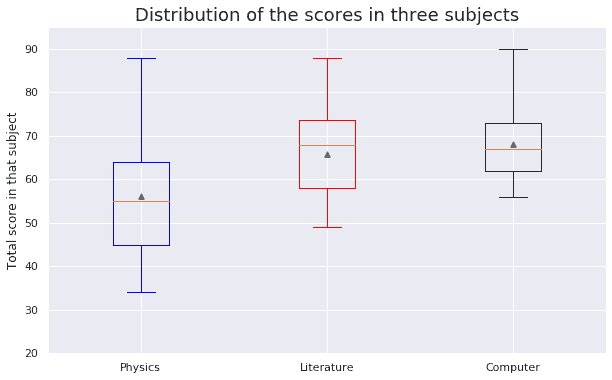 Distribution of the scores in three subjects
Total score in that subject
90
80
70
60
50
40
30
20
Physics Literature Computer